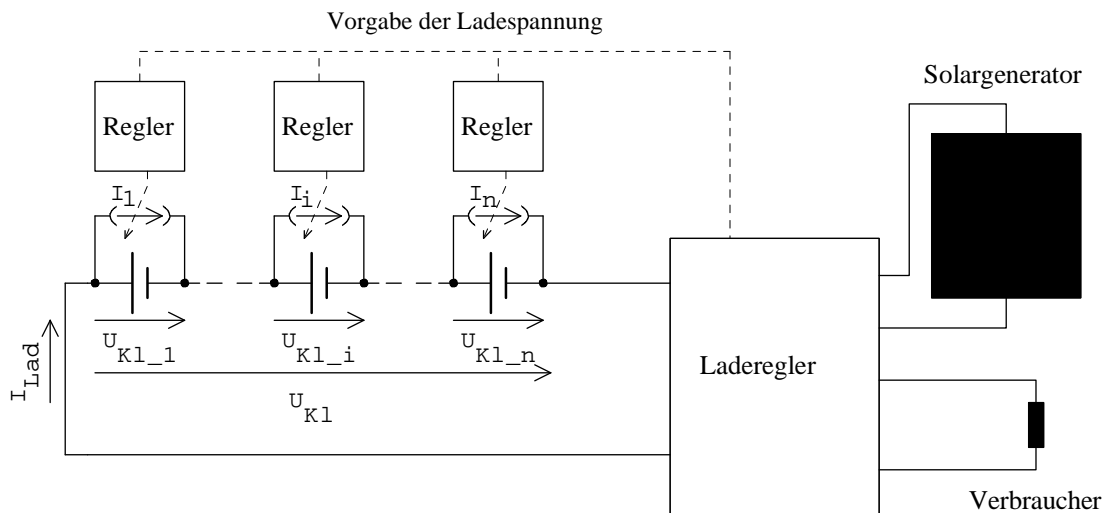 Vorgabe der Ladespannung
Solargenerator
Regler
Regler
Regler
I1
Ii
In
UKl_1
UKl_i
UKl_n
ILad
UKl
Laderegler
Verbraucher